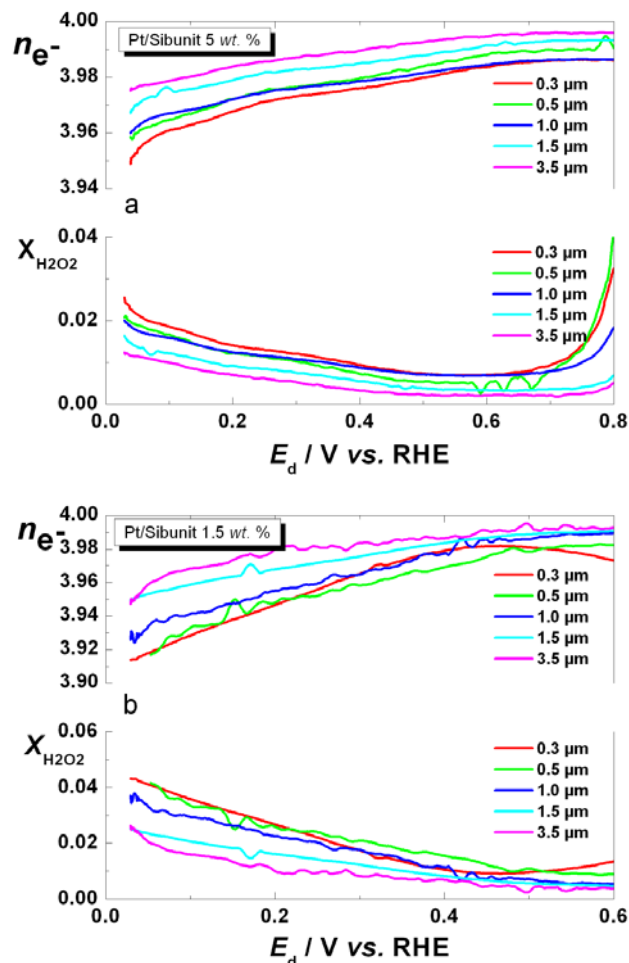 4.00
n e-
Pt/Sibunit 5 wt. %
3.98
0.3 µm
0.5 µm
3.96
1.0 µm
1.5 µm
3.94
3.5 µm
a
0.04
X H2O2
0.3 µm
0.5 µm
0.02
1.0 µm
1.5 µm
3.5 µm
0.00
0.0 0.2 0.4 0.6 0.8
E d / V vs. RHE
4.00
n e-
Pt/Sibunit 1.5 wt. %
3.98
3.96
0.3 µm
3.94
0.5 µm
1.0 µm
3.92
1.5 µm
3.90
3.5 µm
b
0.06
X H2O2
0.3 µm
0.04
0.5 µm
1.0 µm
0.02
1.5 µm
3.5 µm
0.00
0.2 0.4 0.6
E d / V vs. RHE